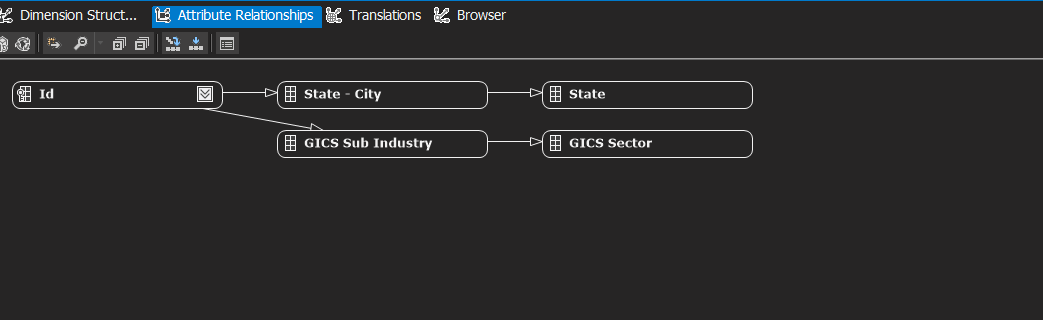 Dimension Struct... Attribute Relationships Translations Browser
Id State - City State
GICS Sub Industry GICS Sector